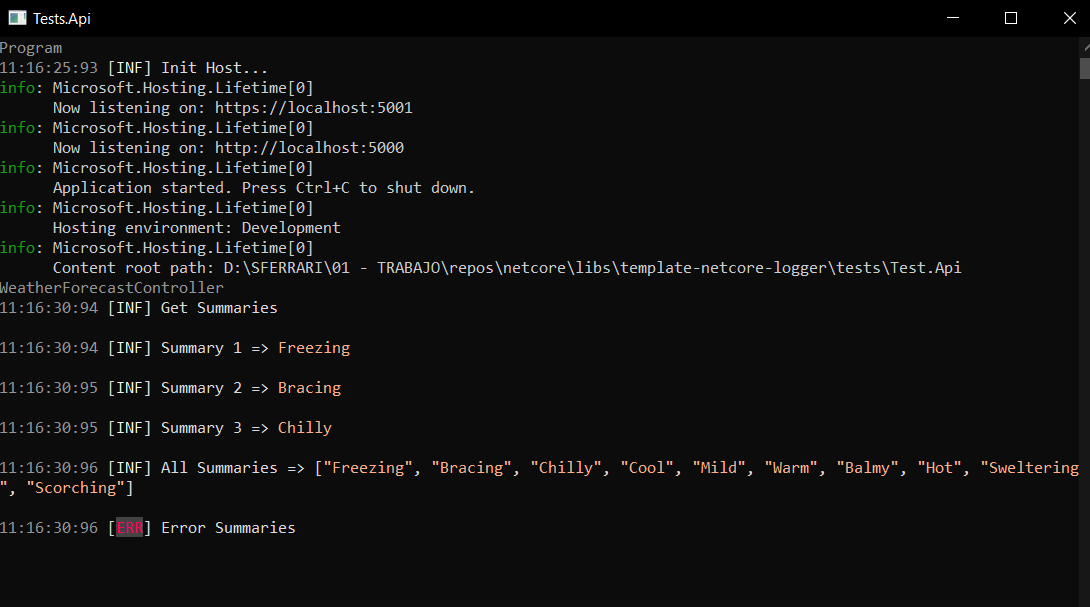 Tests.Api
Program
11:16:25:93 [INF] Init Host...
info: Microsoft.Hosting.Lifetime[0]
      Now listening on: https://localhost:5001
info: Microsoft.Hosting.Lifetime[0]
      Now listening on: http://localhost:5000
info: Microsoft.Hosting.Lifetime[0]
      Application started. Press Ctrl+C to shut down.
info: Microsoft.Hosting.Lifetime[0]
      Hosting environment: Development
info: Microsoft.Hosting.Lifetime[0]
      Content root path: D:\SFERRARI\01 - TRABAJO\repos\netcore\libs\template-netcore-logger\tests\Test.Api
WeatherForecastController
11:16:30:94 [INF] Get Summaries
11:16:30:94 [INF] Summary 1 => Freezing
11:16:30:95 [INF] Summary 2 => Bracing
11:16:30:95 [INF] Summary 3 => Chilly
11:16:30:96 [INF] All Summaries => ["Freezing", "Bracing", "Chilly", "Cool", "Mild", "Warm", "Balmy", "Hot", "Sweltering
", "Scorching"]
11:16:30:96 [ERR] Error Summaries